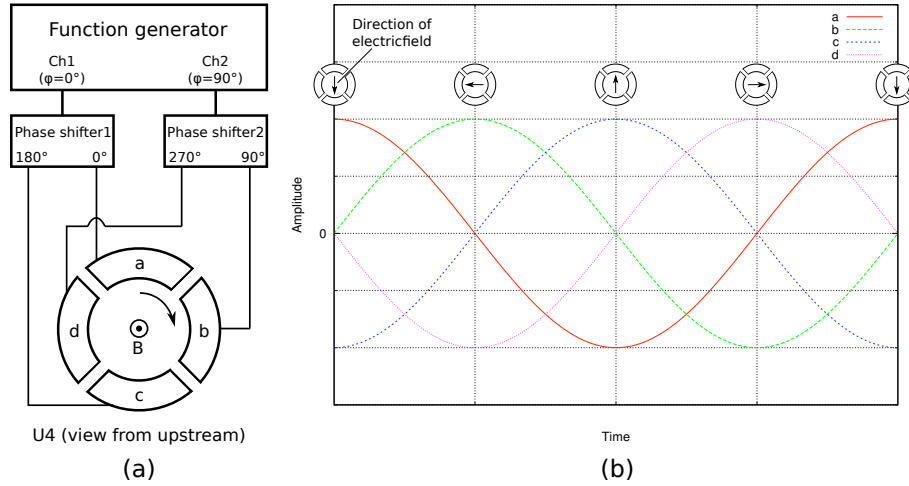 Function generator
Ch1
(φ=0°)
Ch2
(φ=90°)
Phase shifter1
180° 0°
Phase shifter2
270° 90°
a
b
c
d
B
U4 (view from upstream)
(a)
Direction of
electricfield
a
b
c
d
Amplitude
0
Time
(b)